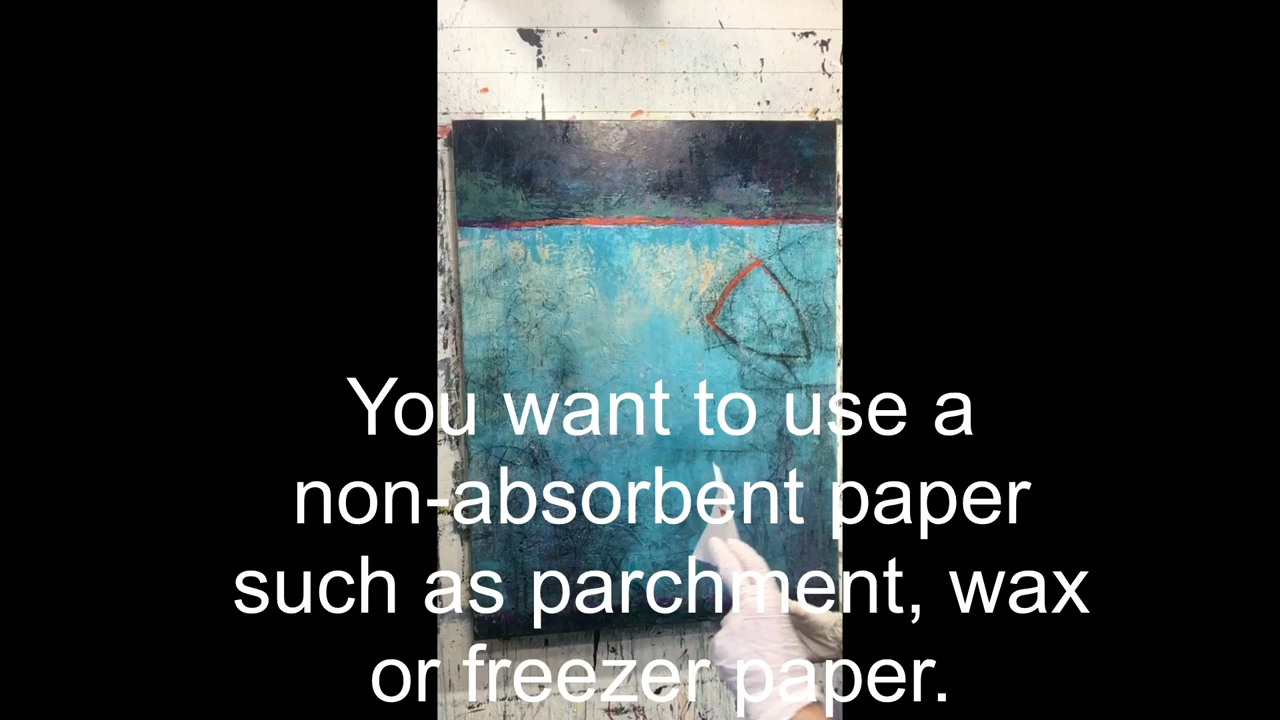 You want to use a
non-absorbent paper
such as parchment, wax
or freezer paper.